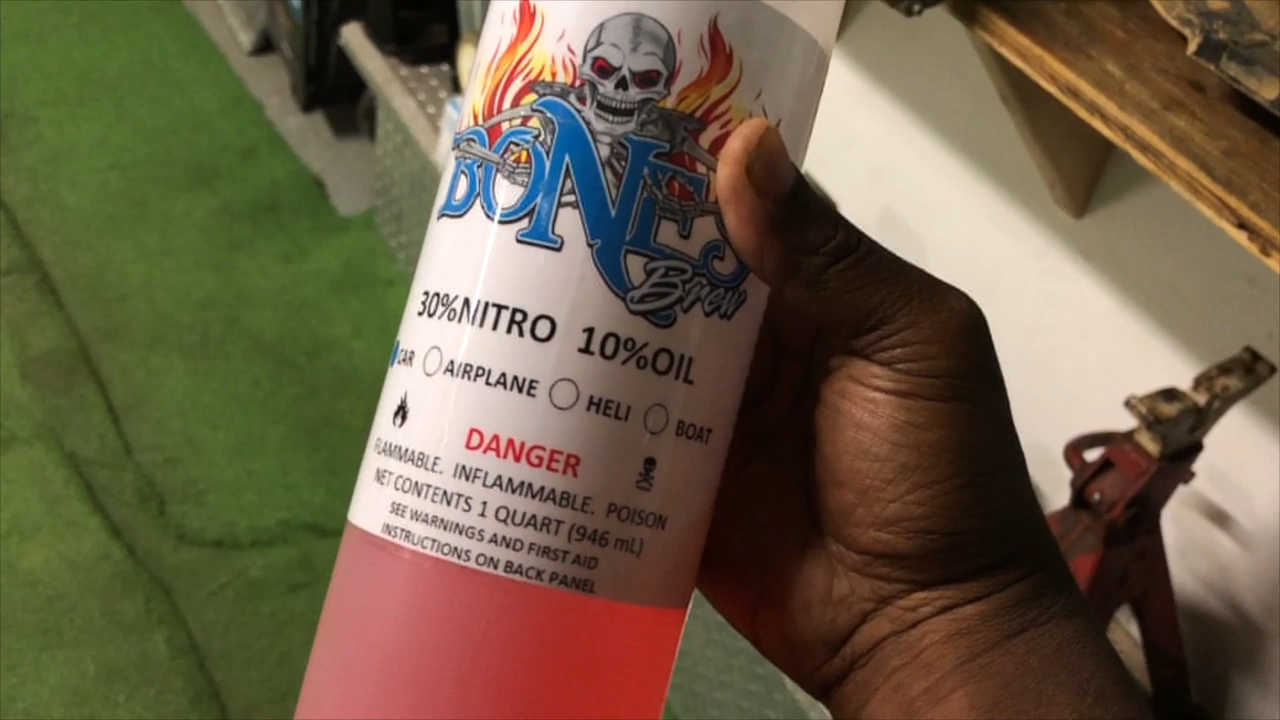 BONES
Brew
30%NITRO 10%OIL
CAR AIRPLANE HELI BOAT
DANGER
FLAMMABLE. INFLAMMABLE. POISON
NET CONTENTS 1 QUART (946 mL)
SEE WARNINGS AND FIRST AID
INSTRUCTIONS ON BACK PANEL